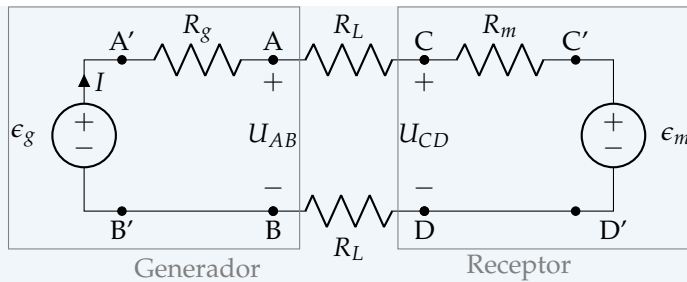 R_g R_L R_m
A′ A C C′
I + +
ϵ_g + − U_AB U_CD + − ϵ_m
− −
B′ B D D′
R_L
Generador Receptor